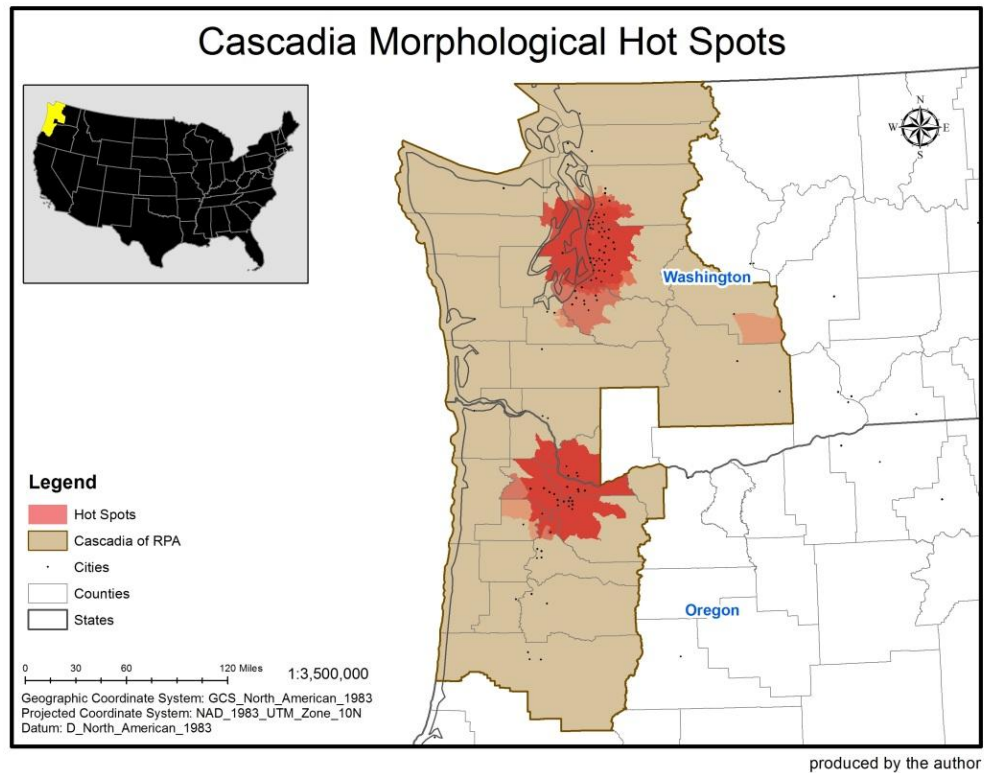 Cascadia Morphological Hot Spots
N
W E
S
Washington
Oregon
Legend
Hot Spots
Cascadia of RPA
Cities
Counties
States
0 30 60 120 Miles
1:3,500,000
Geographic Coordinate System: GCS_North_American_1983
Projected Coordinate System: NAD_1983_UTM_Zone_10N
Datum: D_North_American_1983
produced by the author